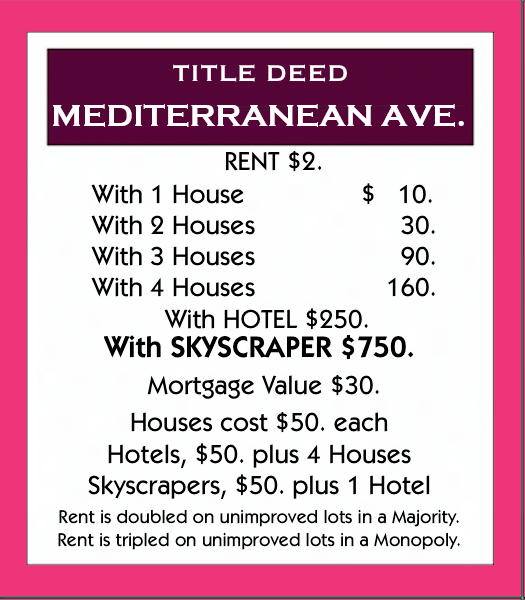 TITLE DEED
MEDITERRANEAN AVE.
RENT $2.
With 1 House $ 10.
With 2 Houses 30.
With 3 Houses 90.
With 4 Houses 160.
With HOTEL $250.
With SKYSCRAPER $750.
Mortgage Value $30.
Houses cost $50. each
Hotels, $50. plus 4 Houses
Skyscrapers, $50. plus 1 Hotel
Rent is doubled on unimproved lots in a Majority.
Rent is tripled on unimproved lots in a Monopoly.